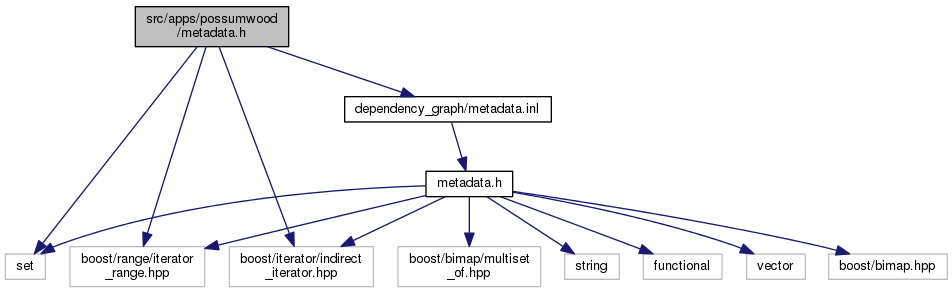 src/apps/possumwood
/metadata.h
dependency_graph/metadata.inl
metadata.h
set
boost/range/iterator
_range.hpp
boost/iterator/indirect
_iterator.hpp
boost/bimap/multiset
_of.hpp
string
functional
vector
boost/bimap.hpp